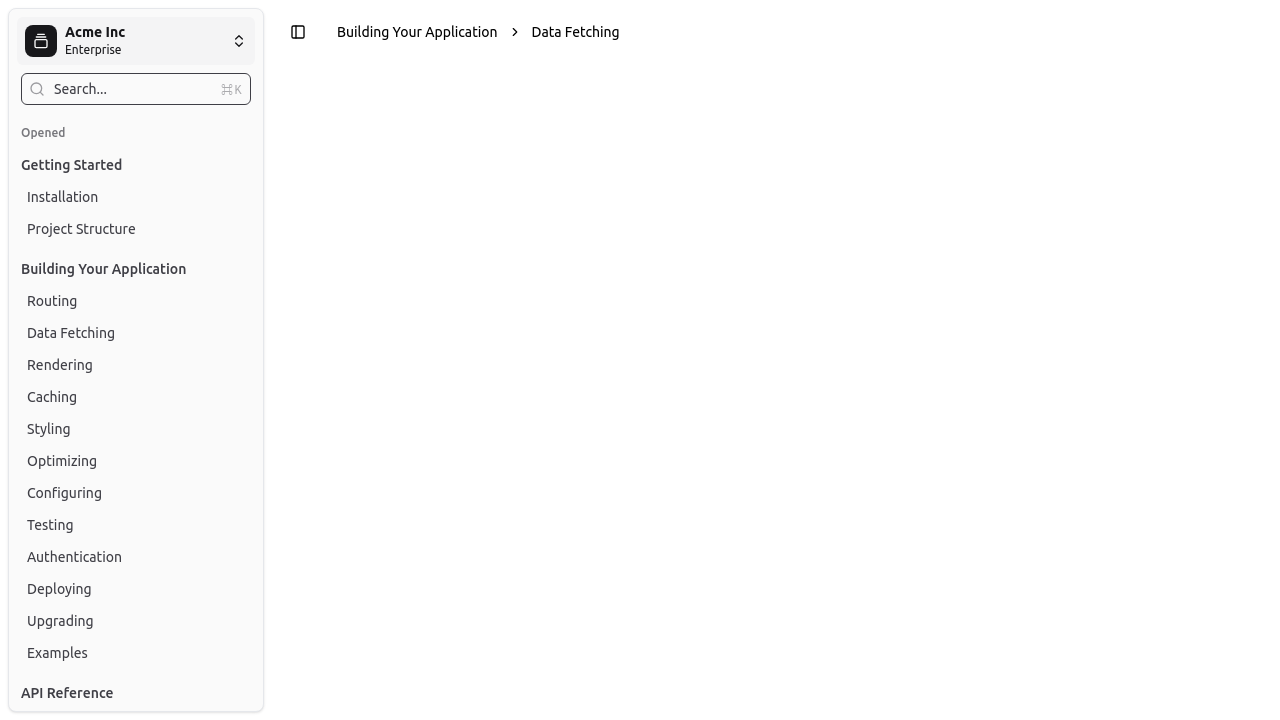 Acme Inc
Enterprise
Search...
⌘K
Opened
Getting Started
Installation
Project Structure
Building Your Application
Routing
Data Fetching
Rendering
Caching
Styling
Optimizing
Configuring
Testing
Authentication
Deploying
Upgrading
Examples
API Reference
Building Your Application > Data Fetching